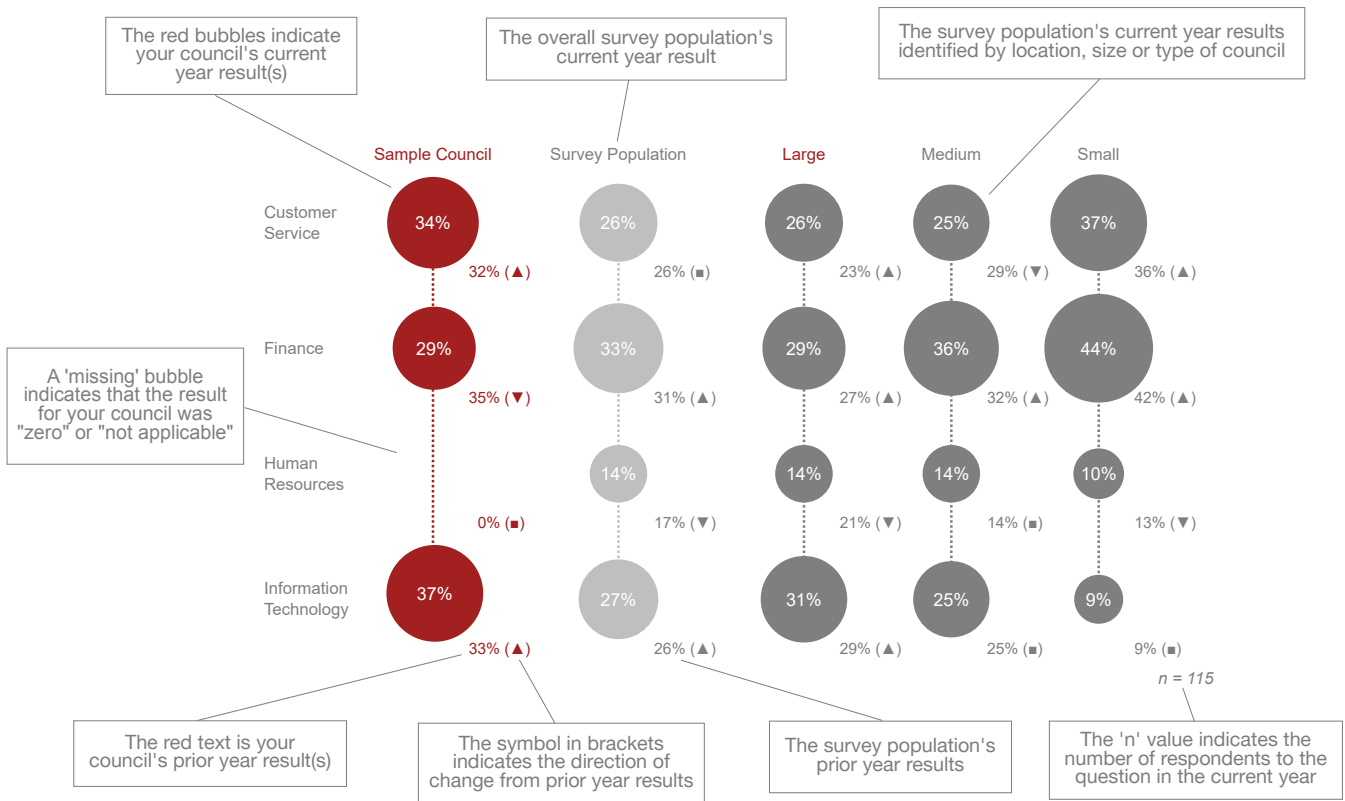 The red bubbles indicate
your council's current
year result(s)
The overall survey population's
current year result
The survey population's current year results
identified by location, size or type of council
Sample Council
Survey Population
Large
Medium
Small
Customer
Service
34%
26%
26%
25%
37%
32% (▲)
26% (■)
23% (▲)
29% (▼)
36% (▲)
Finance
29%
33%
29%
36%
44%
35% (▼)
31% (▲)
27% (▲)
32% (▲)
42% (▲)
A 'missing' bubble
indicates that the result
for your council was
"zero" or "not applicable"
Human
Resources
14%
14%
14%
10%
0% (■)
17% (▼)
21% (▼)
14% (■)
13% (▼)
Information
Technology
37%
27%
31%
25%
9%
33% (▲)
26% (▲)
29% (▲)
25% (■)
9% (■)
n = 115
The red text is your
council's prior year result(s)
The symbol in brackets
indicates the direction of
change from prior year results
The survey population's
prior year results
The 'n' value indicates the
number of respondents to the
question in the current year